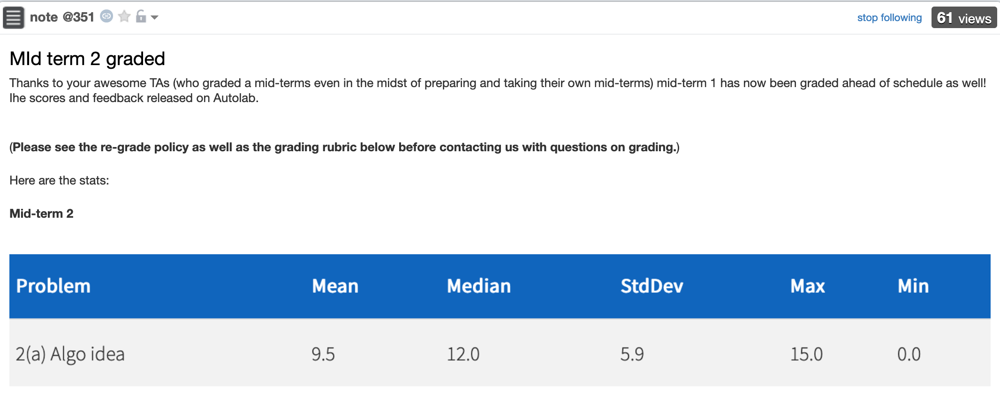 note @351
stop following
61 views
MId term 2 graded
Thanks to your awesome TAs (who graded a mid-terms even in the midst of preparing and taking their own mid-terms) mid-term 1 has now been graded ahead of schedule as well!
Ihe scores and feedback released on Autolab.
(Please see the re-grade policy as well as the grading rubric below before contacting us with questions on grading.)
Here are the stats:
Mid-term 2
Problem Mean Median StdDev Max Min
2(a) Algo idea 9.5 12.0 5.9 15.0 0.0